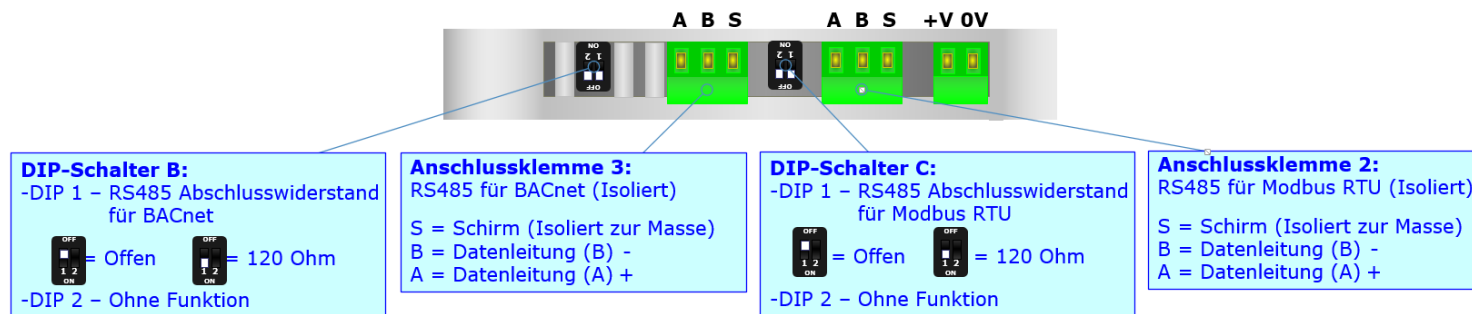 A B S
A B S
+V 0V
ON
2 1
OFF
ON
2 1
OFF
DIP-Schalter B:
-DIP 1 – RS485 Abschlusswiderstand
für BACnet
OFF
1 2
ON
= Offen
OFF
1 2
ON
= 120 Ohm
-DIP 2 – Ohne Funktion
Anschlussklemme 3:
RS485 für BACnet (Isoliert)
S = Schirm (Isoliert zur Masse)
B = Datenleitung (B) -
A = Datenleitung (A) +
DIP-Schalter C:
-DIP 1 – RS485 Abschlusswiderstand
für Modbus RTU
OFF
1 2
ON
= Offen
OFF
1 2
ON
= 120 Ohm
-DIP 2 – Ohne Funktion
Anschlussklemme 2:
RS485 für Modbus RTU (Isoliert)
S = Schirm (Isoliert zur Masse)
B = Datenleitung (B) -
A = Datenleitung (A) +